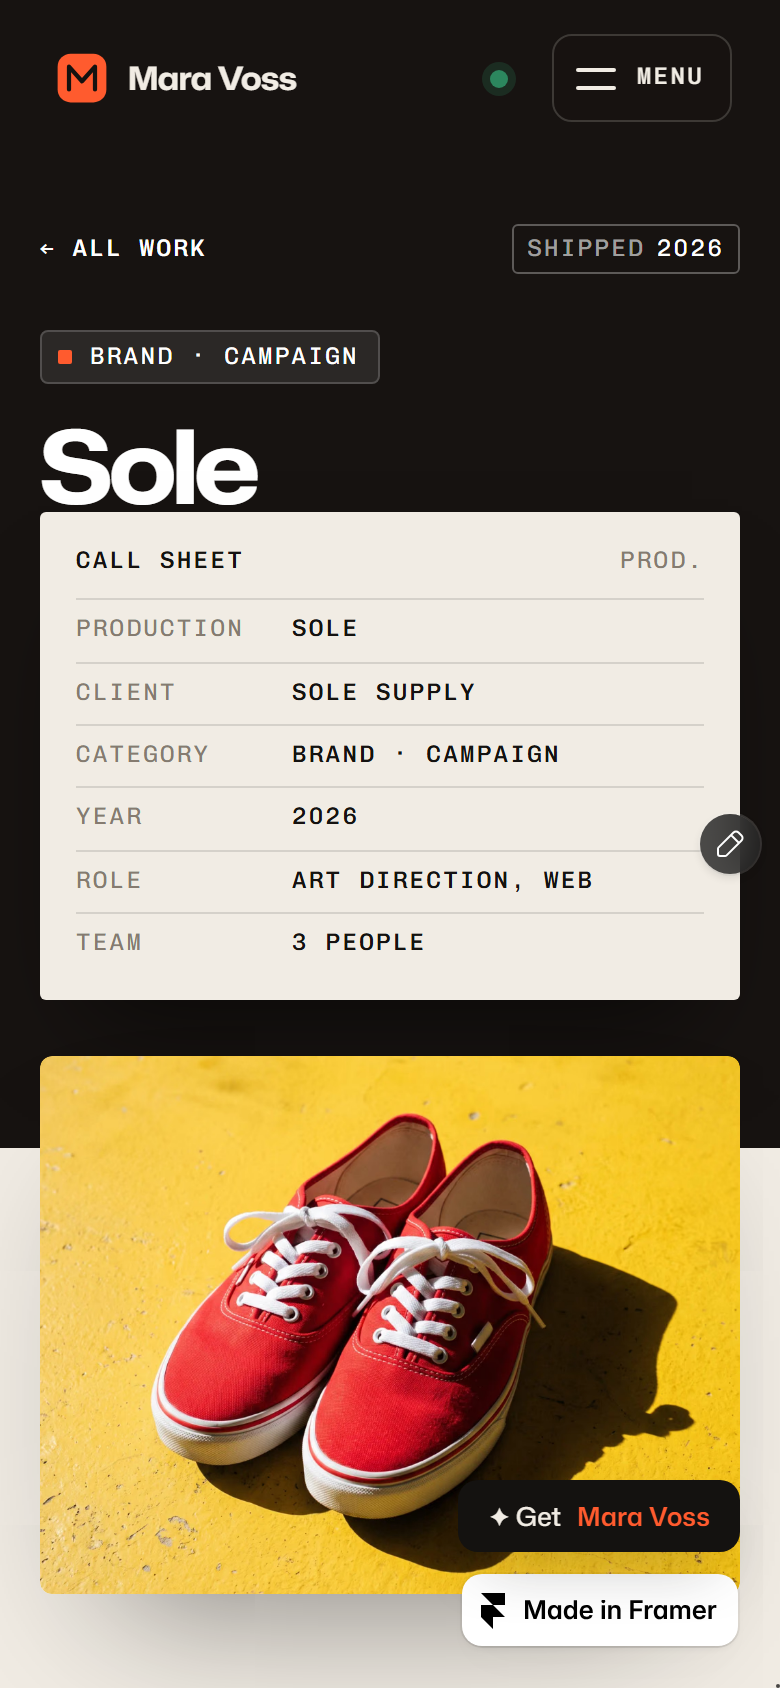 Mara Voss
MENU
← ALL WORK
SHIPPED 2026
BRAND · CAMPAIGN
Sole
CALL SHEET
PROD.
PRODUCTION SOLE
CLIENT SOLE SUPPLY
CATEGORY BRAND · CAMPAIGN
YEAR 2026
ROLE ART DIRECTION, WEB
TEAM 3 PEOPLE
✦ Get Mara Voss
Made in Framer